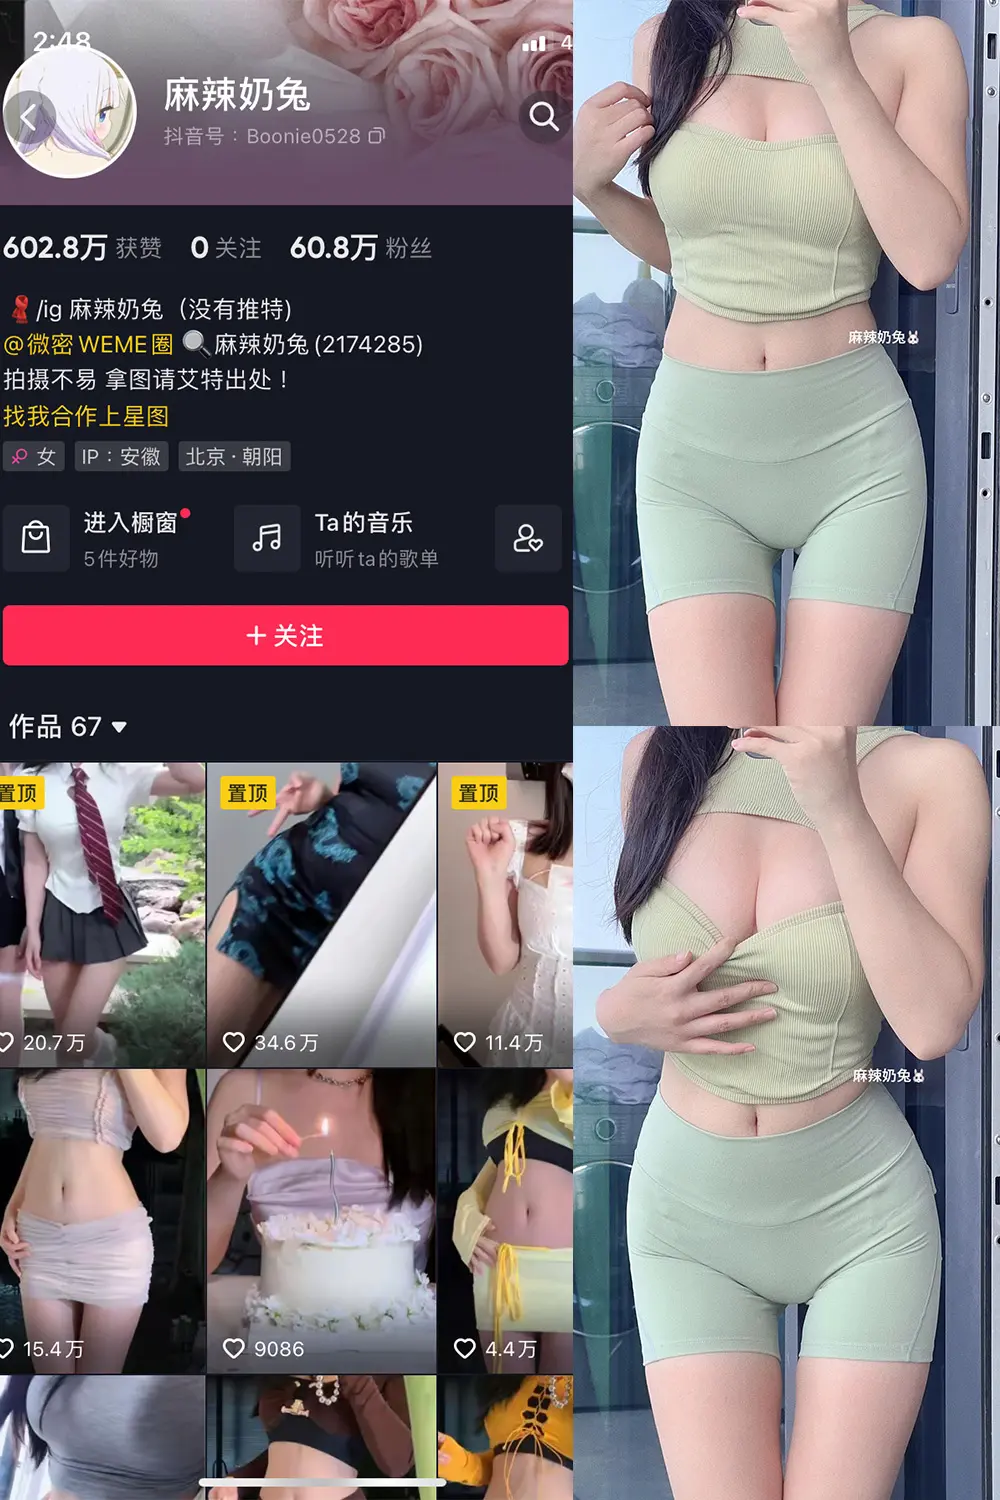 2:48
4
麻辣奶兔
抖音号：Boonie0528
602.8万 获赞 0 关注 60.8万 粉丝
/ig 麻辣奶兔（没有推特)
@微密 WEME圈 麻辣奶兔 (2174285)
拍摄不易 拿图请艾特出处！
找我合作上星图
女 IP：安徽 北京·朝阳
进入橱窗 Ta的音乐
5件好物 听听ta的歌单
+ 关注
作品 67
置顶 置顶 置顶
20.7万 34.6万 11.4万
15.4万 9086 4.4万
麻辣奶兔
麻辣奶兔